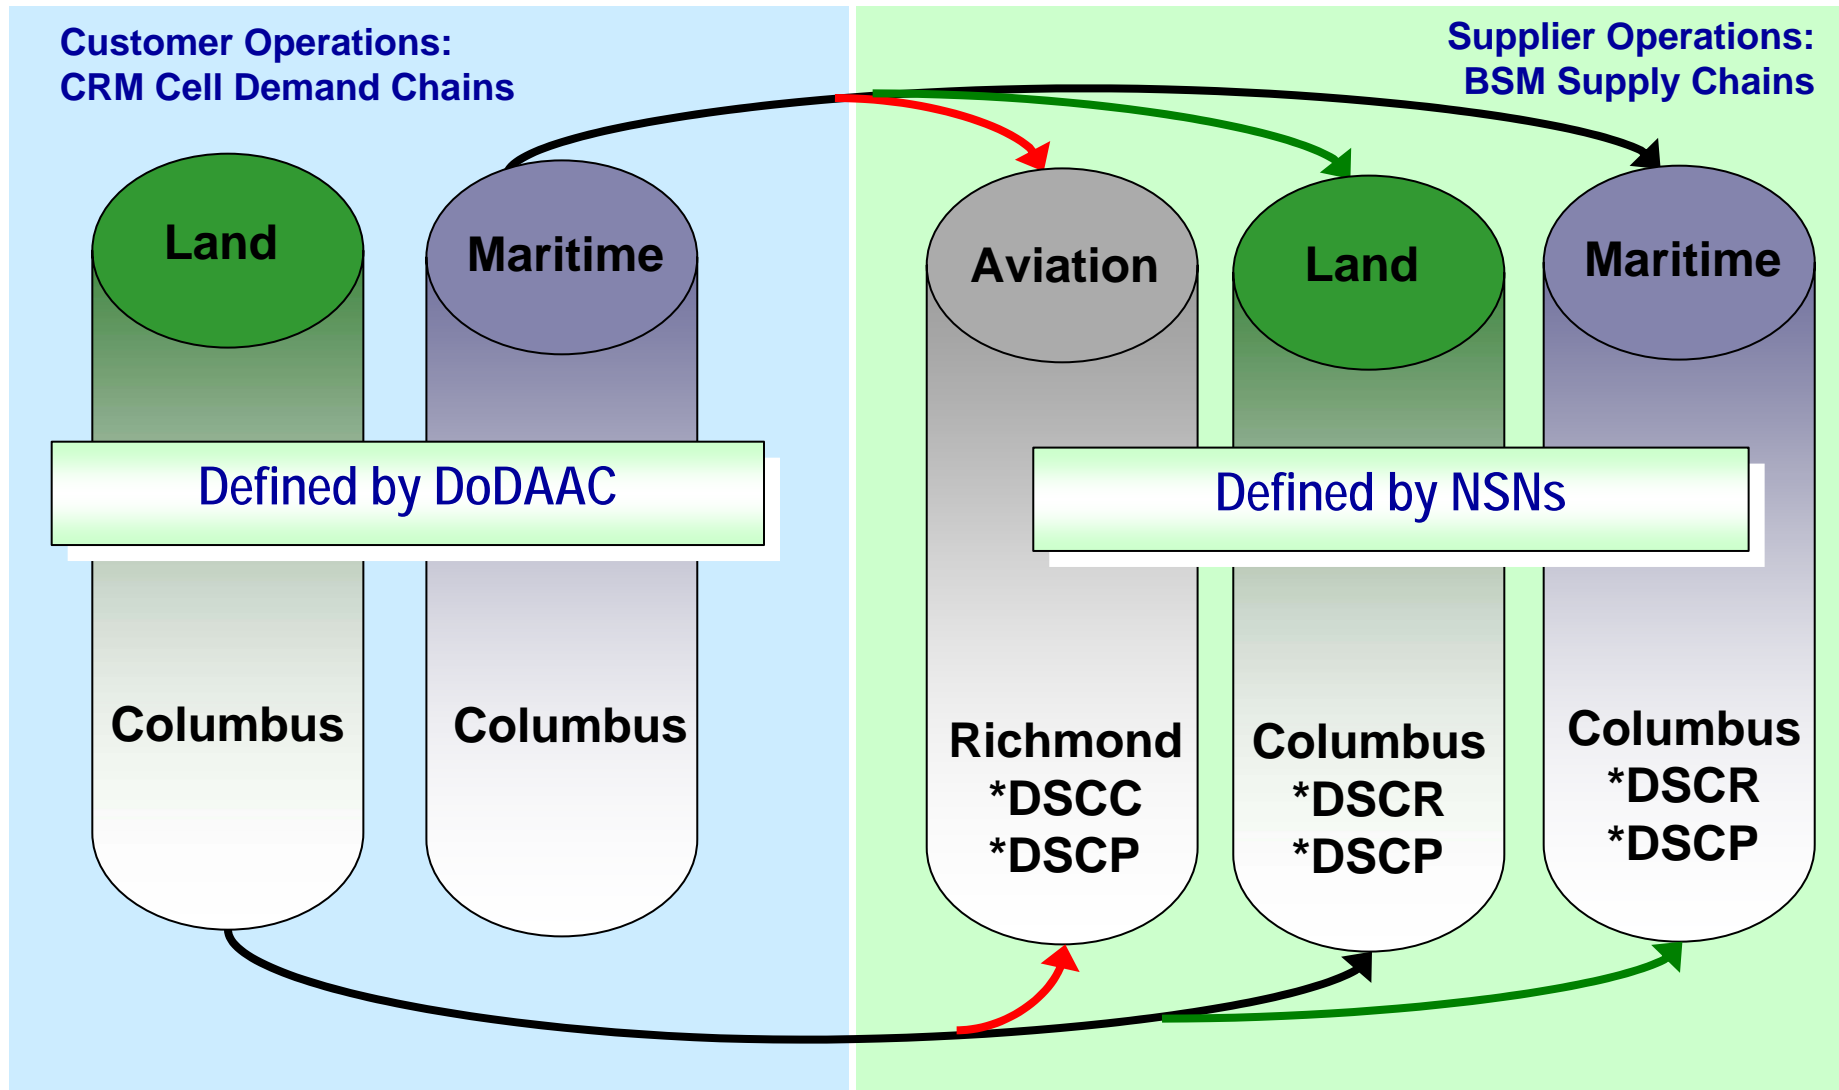 Customer Operations:
CRM Cell Demand Chains
Supplier Operations:
BSM Supply Chains
Land
Maritime
Aviation
Land
Maritime
Defined by DoDAAC
Defined by NSNs
Columbus
Columbus
Richmond
*DSCC
*DSCP
Columbus
*DSCR
*DSCP
Columbus
*DSCR
*DSCP